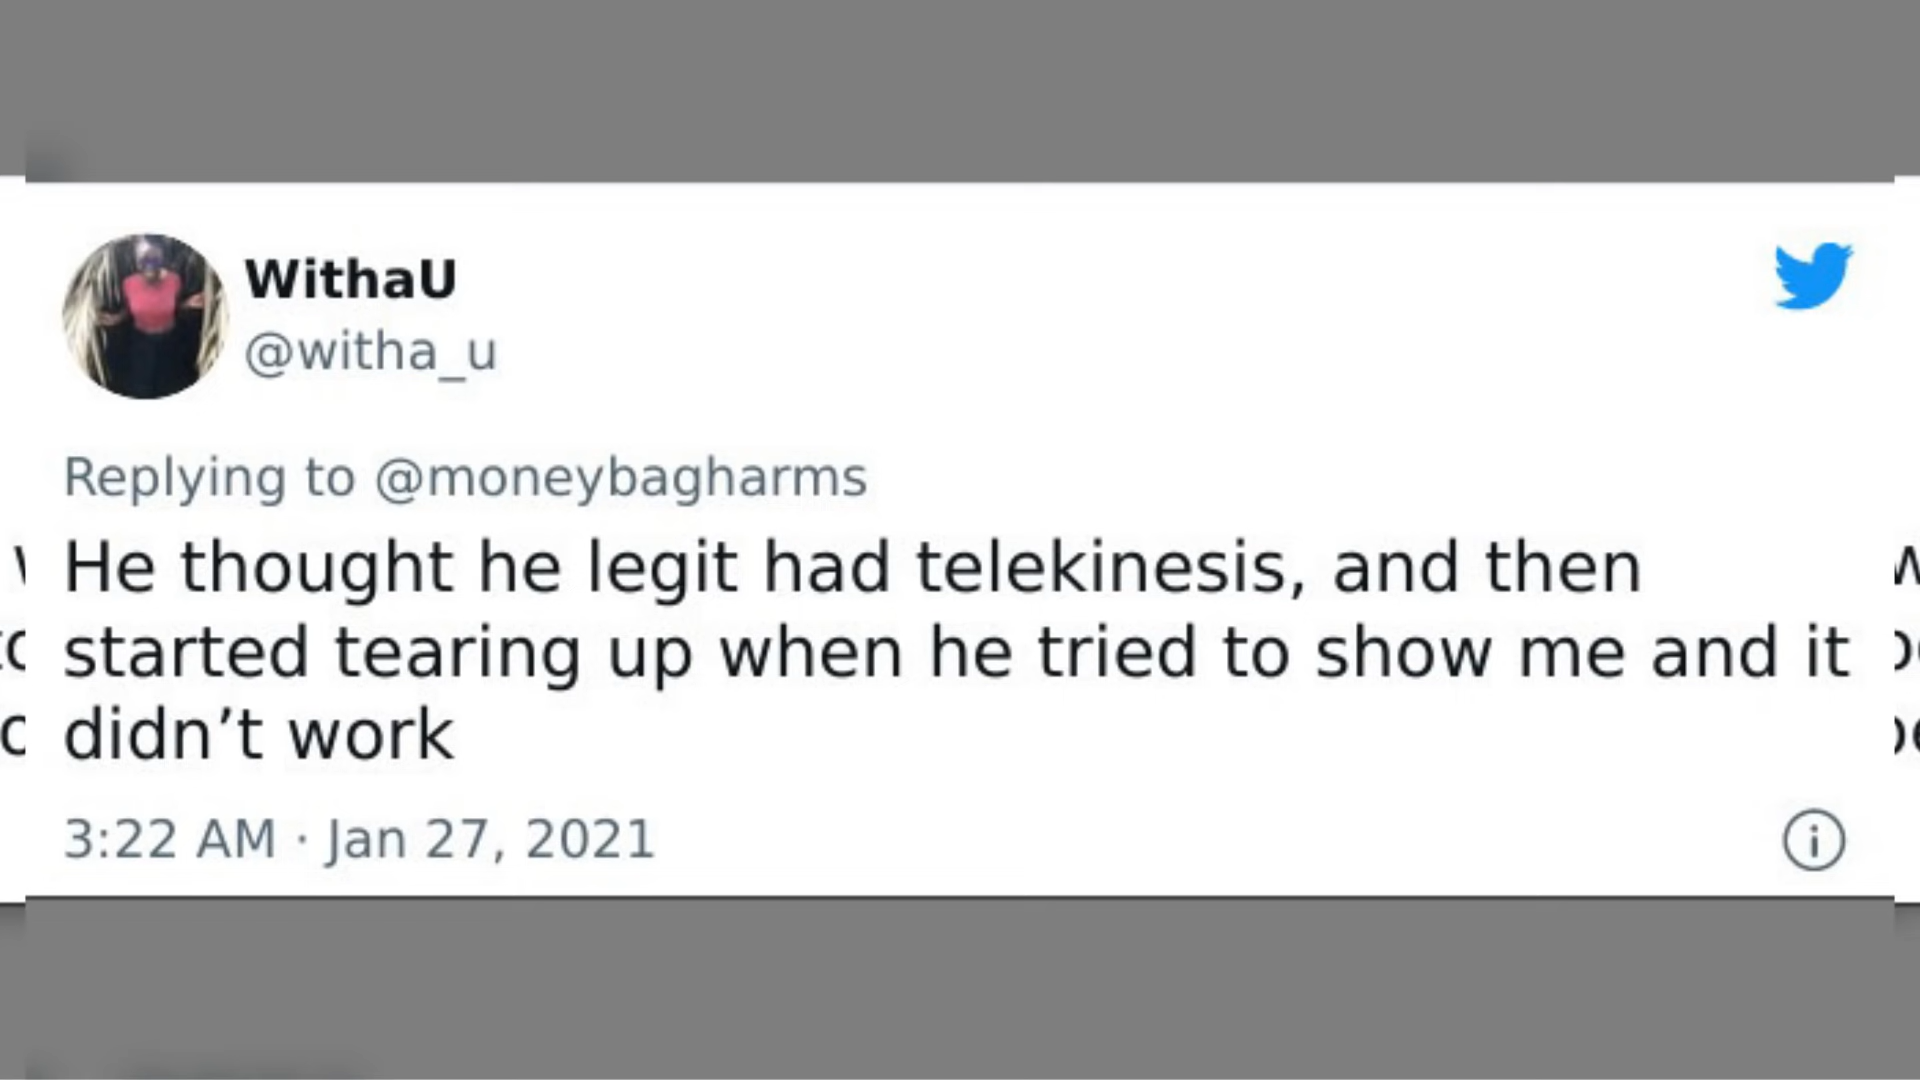 WithaU
@witha_u
Replying to @moneybagharms
He thought he legit had telekinesis, and then
started tearing up when he tried to show me and it
didn’t work
3:22 AM · Jan 27, 2021